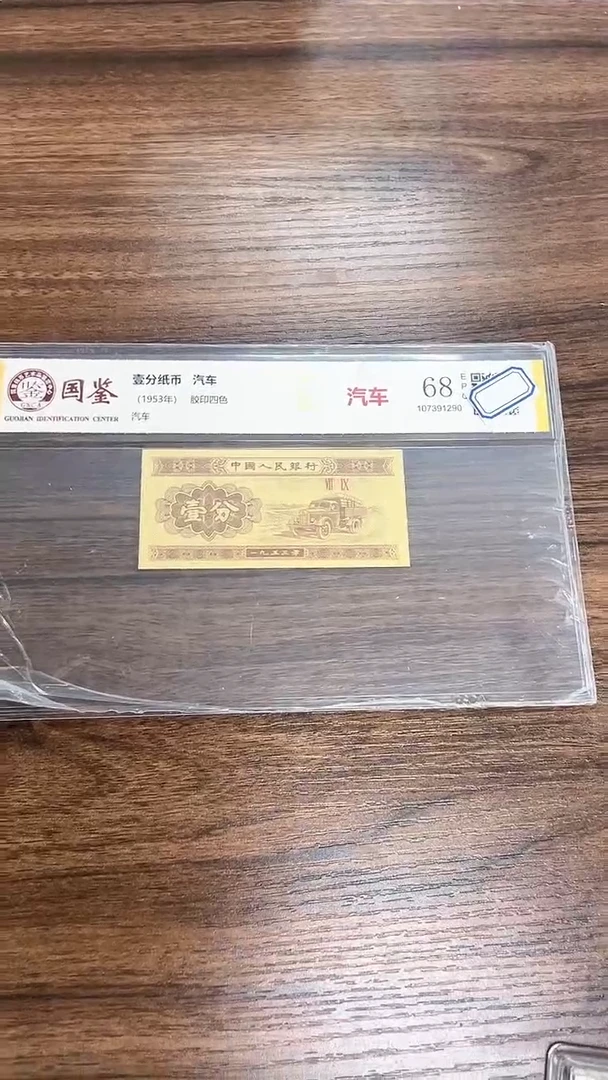 国鉴
GUOJIAN IDENTIFICATION CENTER
壹分纸币 汽车
（1953年） 胶印四色
汽车
汽车
68
E
P
107391290
中国人民银行
VII IX
壹分
一九五三年